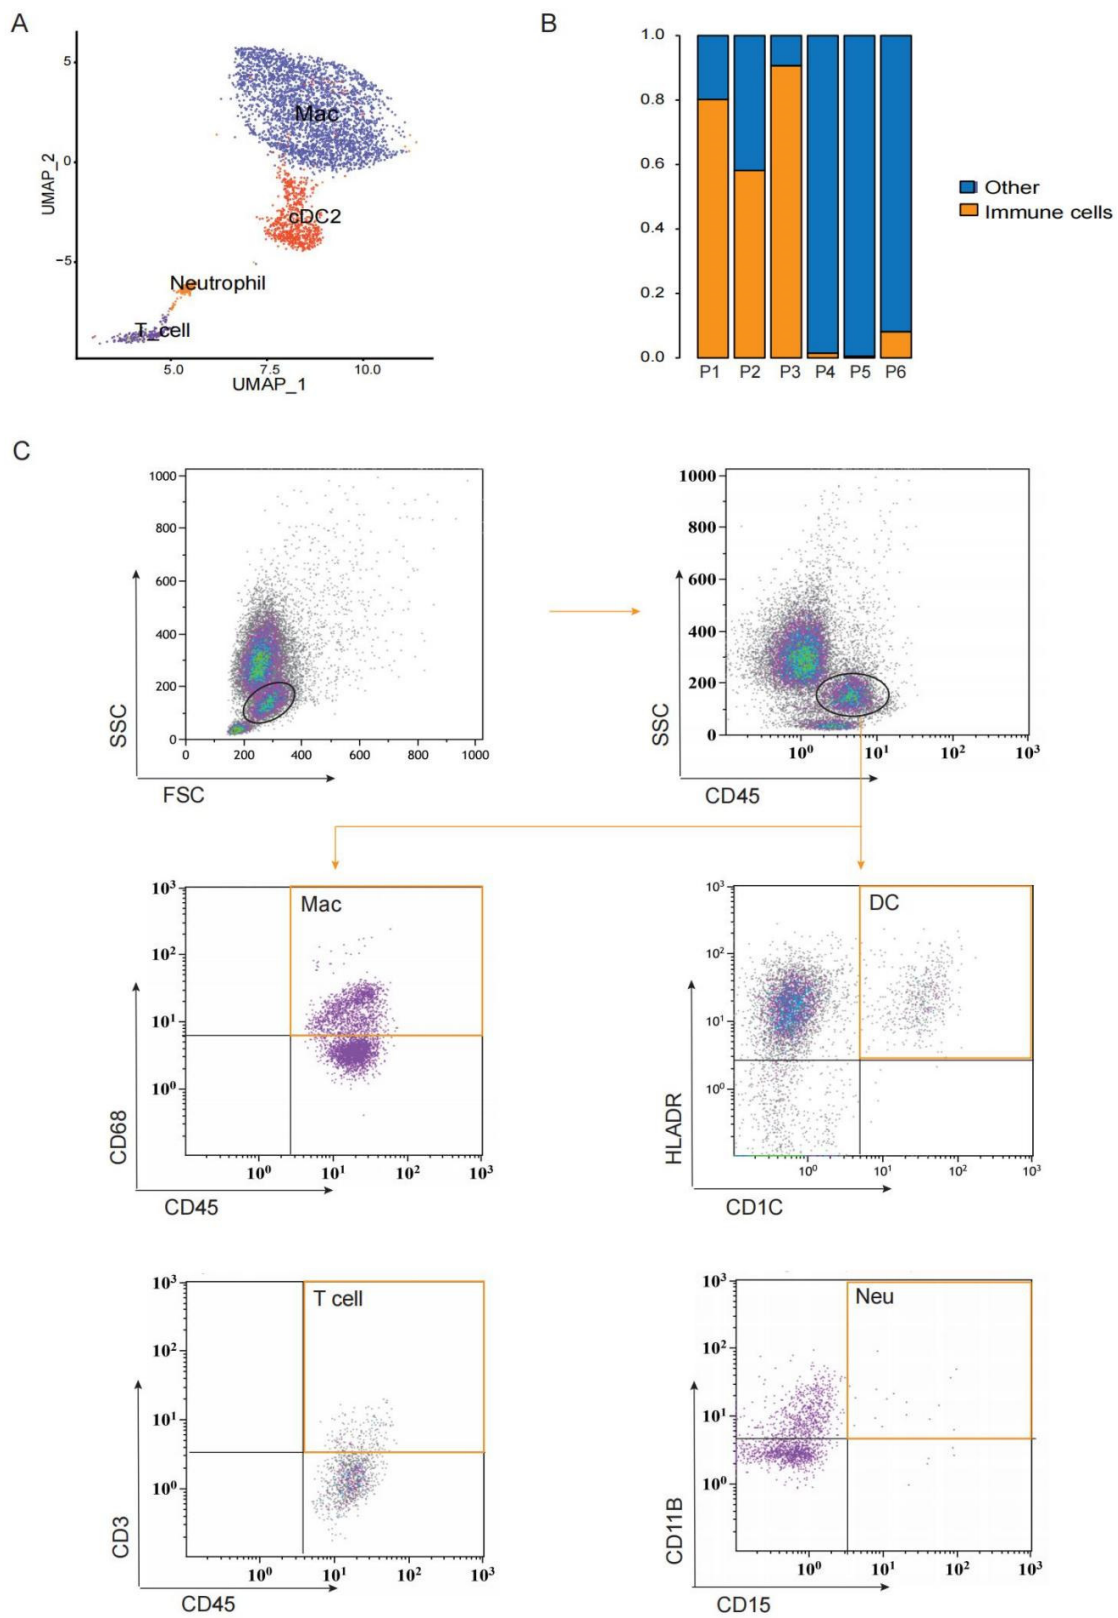 A
5
0
−5
UMAP_2
Mac
cDC2
Neutrophil
T_cell
5.0
7.5
10.0
UMAP_1
B
1.0
0.8
0.6
0.4
0.2
0.0
P1
P2
P3
P4
P5
P6
Other
Immune cells
C
1000
800
600
400
200
0
SSC
0
200
400
600
800
1000
FSC
1000
800
600
400
200
0
SSC
10⁰
10¹
10²
10³
CD45
10³
10²
10¹
10⁰
Mac
CD68
10⁰
10¹
10²
10³
CD45
10³
10²
10¹
10⁰
DC
HLADR
10⁰
10¹
10²
10³
CD1C
10³
10²
10¹
10⁰
T cell
CD3
10⁰
10¹
10²
10³
CD45
10³
10²
10¹
10⁰
Neu
CD11B
10⁰
10¹
10²
10³
CD15